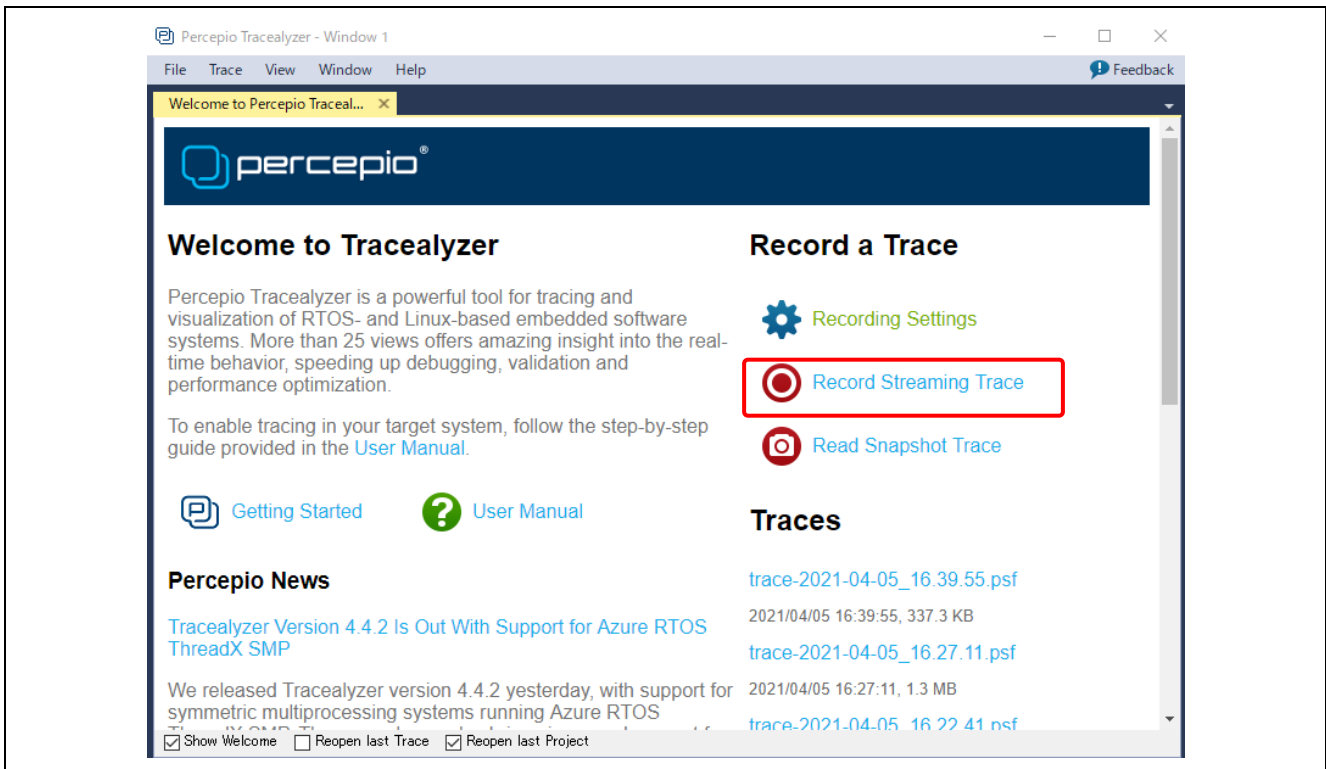 Percepio Tracealyzer - Window 1
File Trace View Window Help
Feedback
Welcome to Percepio Traceal...
percepio®
Welcome to Tracealyzer
Percepio Tracealyzer is a powerful tool for tracing and
visualization of RTOS- and Linux-based embedded software
systems. More than 25 views offers amazing insight into the real-
time behavior, speeding up debugging, validation and
performance optimization.
To enable tracing in your target system, follow the step-by-step
guide provided in the User Manual.
Getting Started
User Manual
Percepio News
Tracealyzer Version 4.4.2 Is Out With Support for Azure RTOS
ThreadX SMP
We released Tracealyzer version 4.4.2 yesterday, with support for
symmetric multiprocessing systems running Azure RTOS
Record a Trace
Recording Settings
Record Streaming Trace
Read Snapshot Trace
Traces
trace-2021-04-05_16.39.55.psf
2021/04/05 16:39:55, 337.3 KB
trace-2021-04-05_16.27.11.psf
2021/04/05 16:27:11, 1.3 MB
trace-2021-04-05_16.22.41.psf
Show Welcome Reopen last Trace Reopen last Project